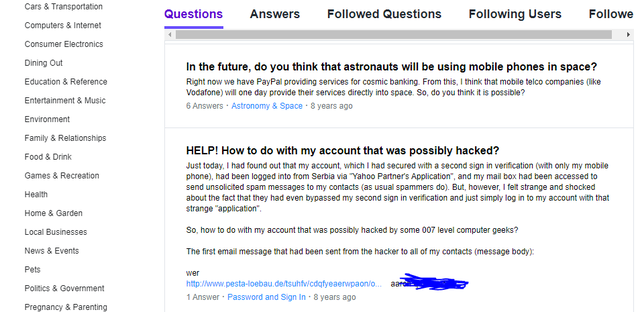 Cars & Transportation
Computers & Internet
Consumer Electronics
Dining Out
Education & Reference
Entertainment & Music
Environment
Family & Relationships
Food & Drink
Games & Recreation
Health
Home & Garden
Local Businesses
News & Events
Pets
Politics & Government
Pregnancy & Parenting
Questions Answers Followed Questions Following Users Followe
In the future, do you think that astronauts will be using mobile phones in space?
Right now we have PayPal providing services for cosmic banking. From this, I think that mobile telco companies (like
Vodafone) will one day provide their services directly into space. So, do you think it is possible?
6 Answers · Astronomy & Space · 8 years ago
HELP! How to do with my account that was possibly hacked?
Just today, I had found out that my account, which I had secured with a second sign in verification (with only my mobile
phone), had been logged into from Serbia via "Yahoo Partner's Application", and my mail box had been accessed to
send unsolicited spam messages to my contacts (as usual spammers do). But, however, I felt strange and shocked
about the fact that they had even bypassed my second sign in verification and just simply log in to my account with that
strange "application".
So, how to do with my account that was possibly hacked by some 007 level computer geeks?
The first email message that had been sent from the hacker to all of my contacts (message body):
wer
http://www.pesta-loebau.de/tsuhfv/cdqfyeaerwpaon/o...
1 Answer · Password and Sign In · 8 years ago